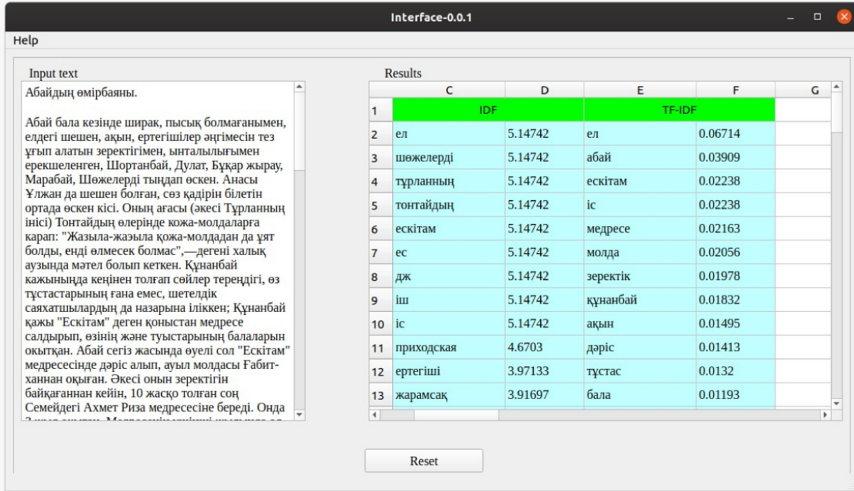 Interface-0.0.1
Help
Input text
Абайдың өмірбаяны.
Абай бала кезінде ширак, пысық болмағанымен,
елдегі шешен, ақын, ертегішілер әңгімесін тез
ұғып алатын зеректігімен, ынталылығымен
ерекшеленген, Шортанбай, Дулат, Бұқар жырау,
Марабай, Шөжелерді тыңдап өскен. Анасы
Ұлжан да шешен болған, сөз қадірін білетін
ортада өскен кісі. Оның ағасы (әкесі Тұрланның
інісі) Тонтайдың өлерінде кожа-молдаларға
карап: "Жазыла-жаэыла қожа-молдадан да ұят
болды, енді өлмесек болмас",—дегені халық
аузында мәтел болып кеткен. Құнанбай
кажыныңда кеңінен толғап сөйлер тереңдігі, өз
тұстастарының ғана емес, шетелдік
саяхатшылардың да назарына іліккен; Құнанбай
қажы "Ескітам" деген қоныстан медресе
салдырып, өзінің және туыстарының балаларын
окытқан. Абай сегіз жасында әуелі сол "Ескітам"
медресесінде дәріс алып, ауыл молдасы Ғабит-
ханнан оқыған. Әкесі онын зеректігін
байқағаннан кейін, 10 жасқо толған соң
Семейдегі Ахмет Риза медресесіне береді. Онда
Results
C D E F G
1 IDF TF-IDF
2 ел 5.14742 ел 0.06714
3 шөжелерді 5.14742 абай 0.03909
4 тұрланның 5.14742 ескітам 0.02238
5 тонтайдың 5.14742 іс 0.02238
6 ескітам 5.14742 медресе 0.02163
7 ес 5.14742 молда 0.02056
8 дж 5.14742 зеректік 0.01978
9 іш 5.14742 құнанбай 0.01832
10 іс 5.14742 ақын 0.01495
11 приходская 4.6703 дәріс 0.01413
12 ертегіші 3.97133 тұстас 0.0132
13 жарамсақ 3.91697 бала 0.01193
Reset